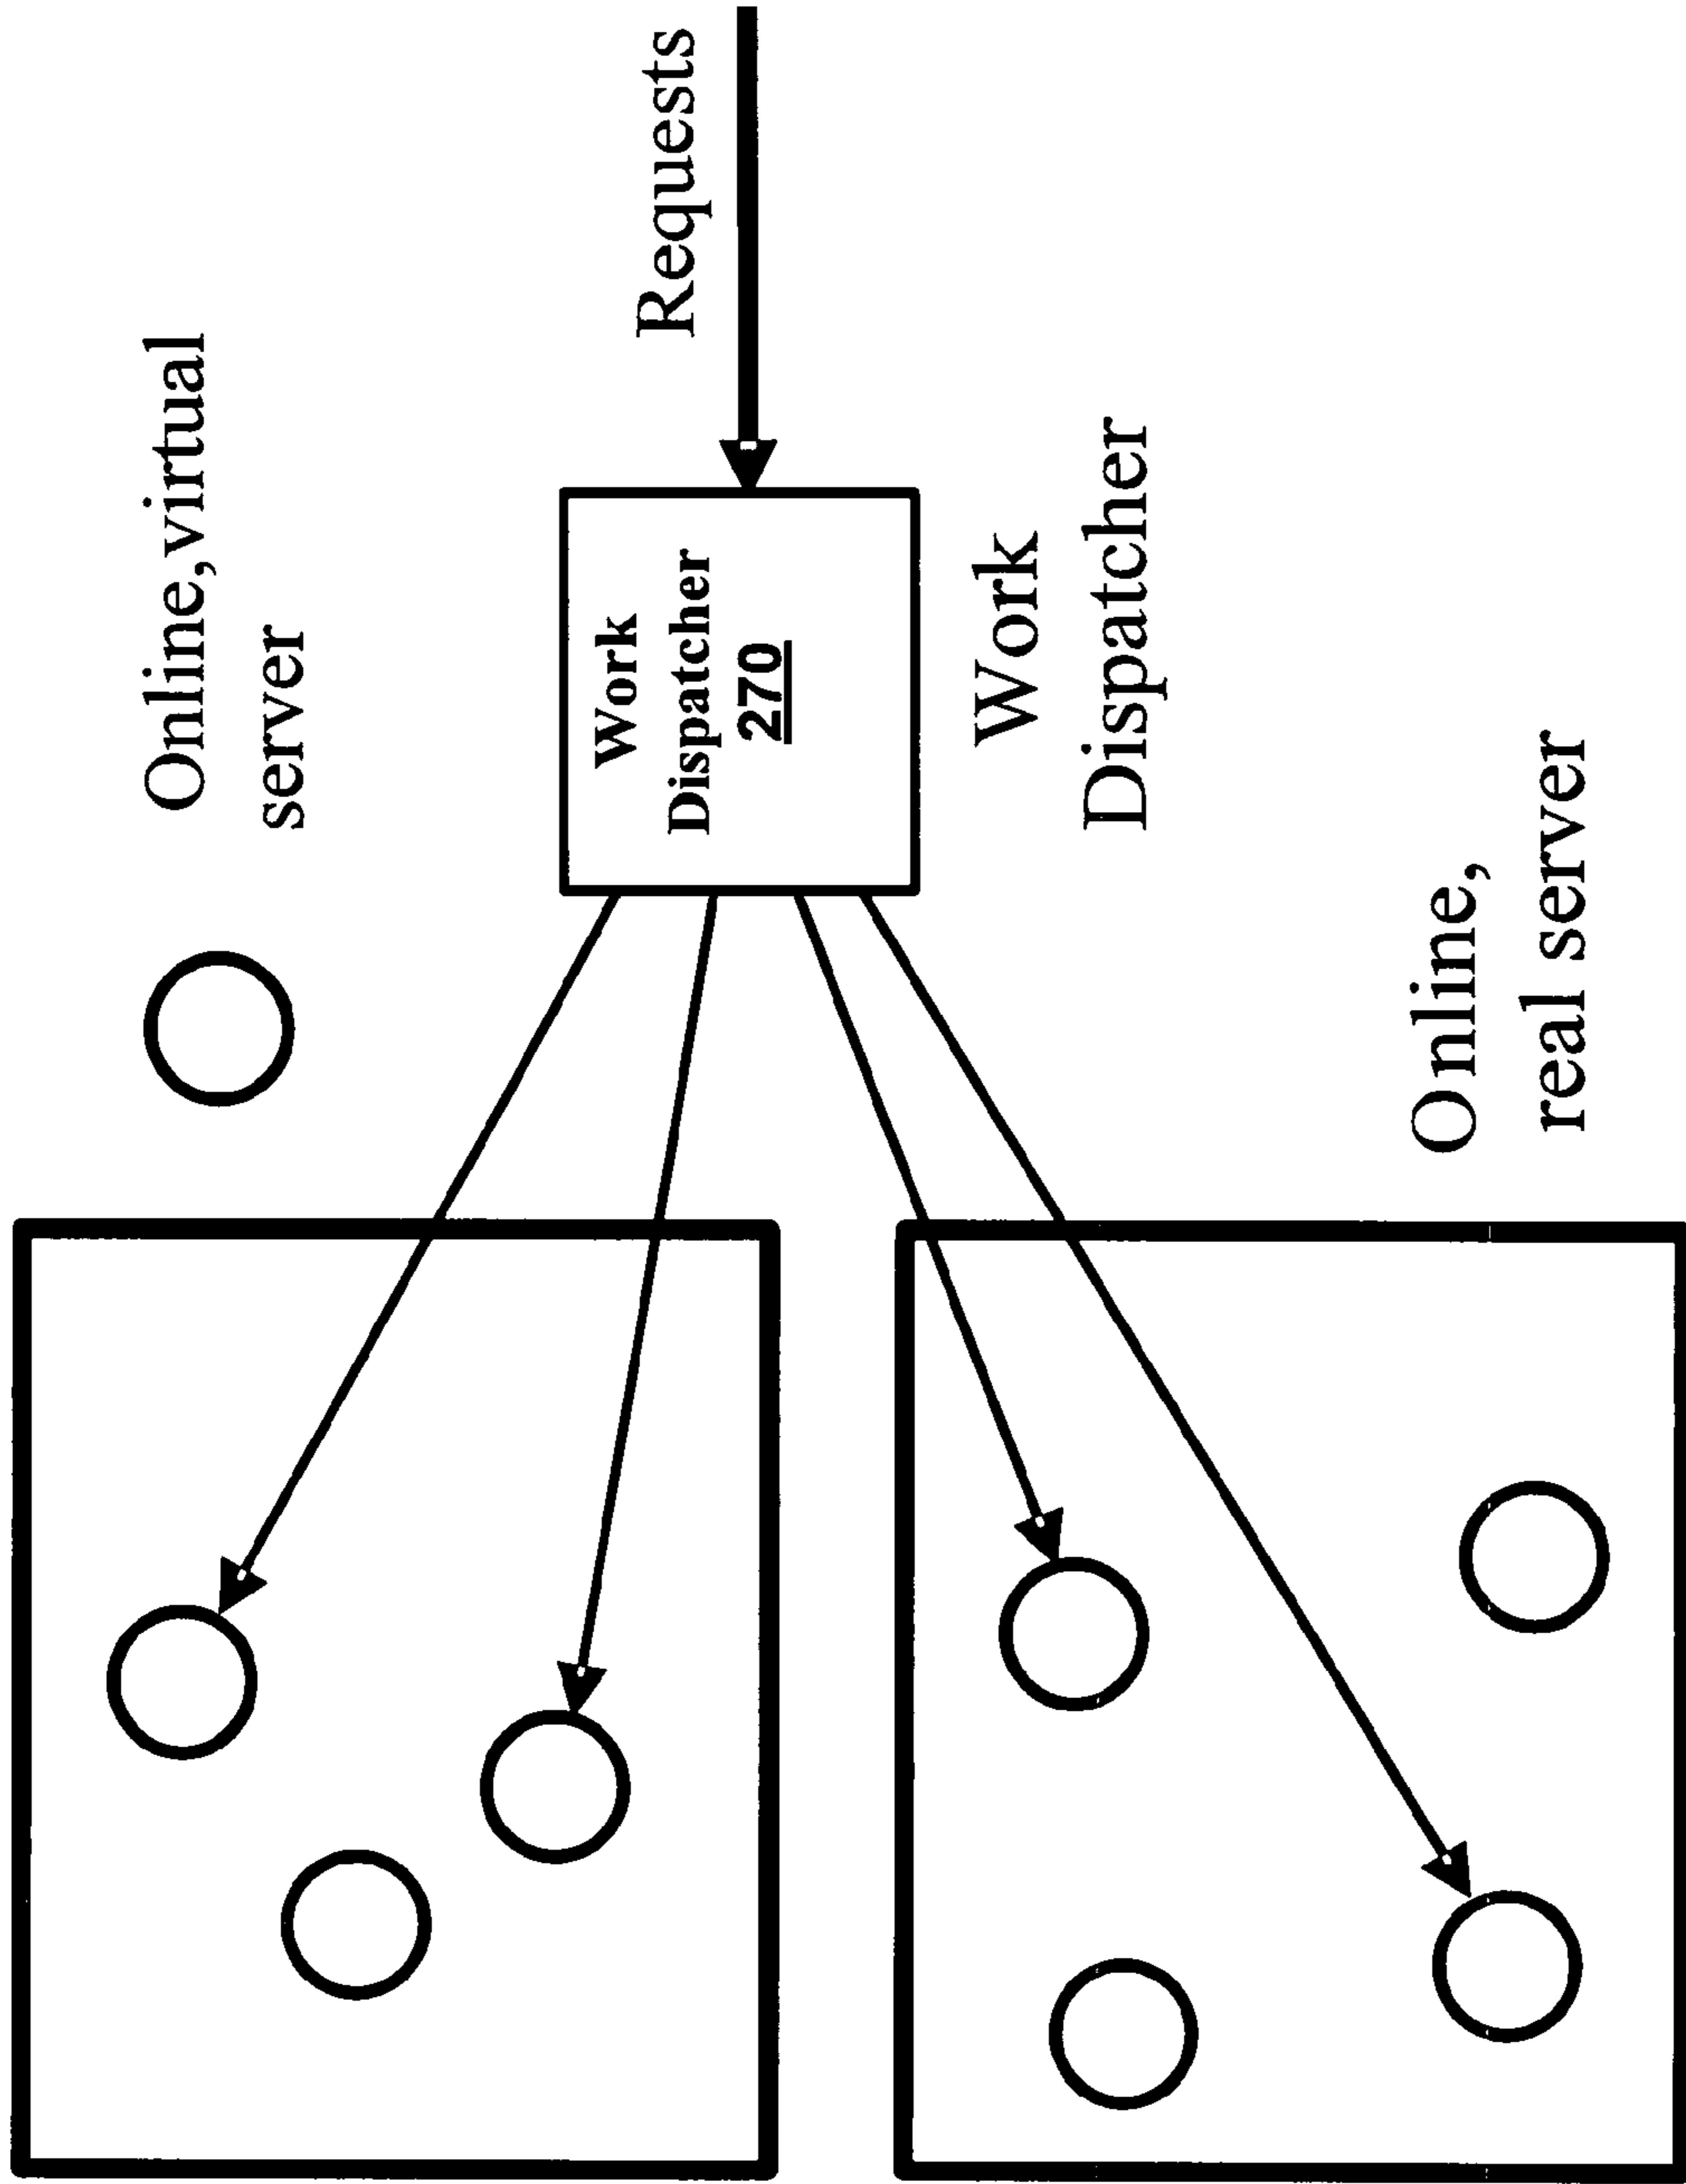 Online,virtual
server
Requests
Work
Dispatcher
270
Work
Dispatcher
Online,
real server